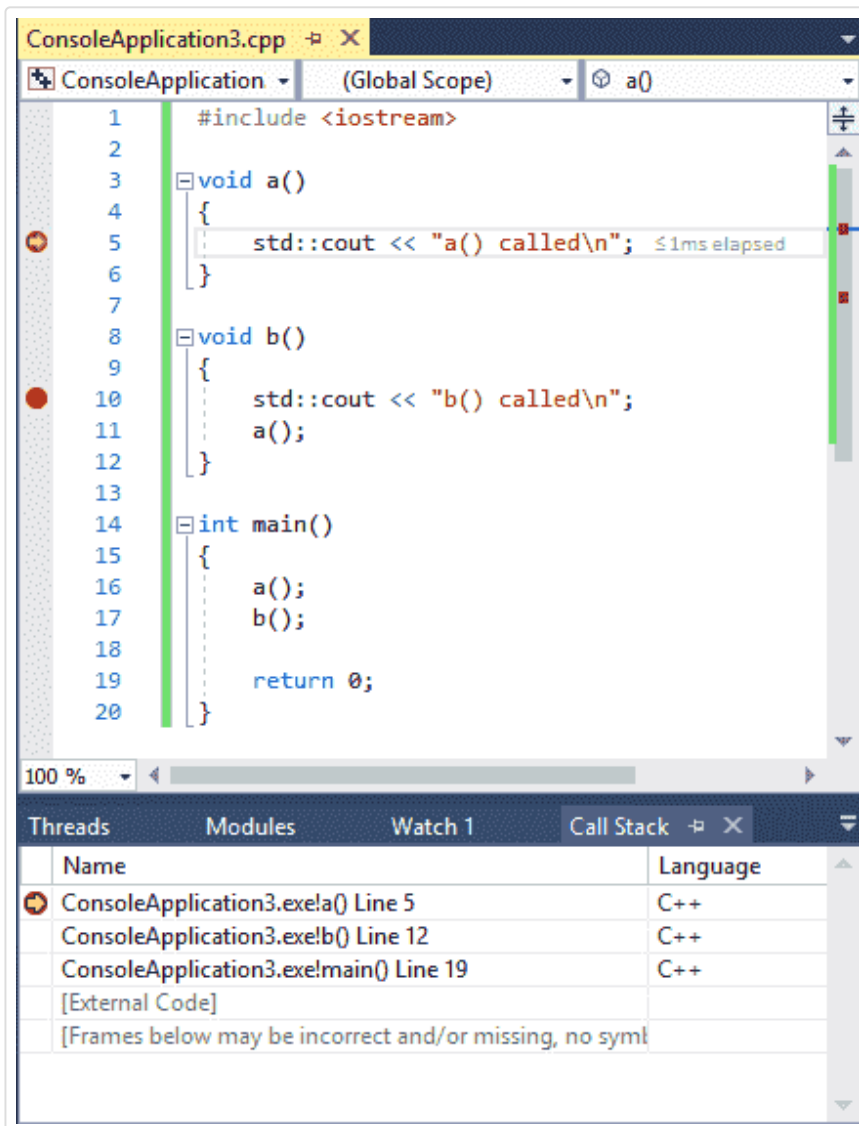 ConsoleApplication3.cpp
ConsoleApplication (Global Scope) a()
1 #include <iostream>
2
3 void a()
4 {
5 std::cout << "a() called\n"; ≤1ms elapsed
6 }
7
8 void b()
9 {
10 std::cout << "b() called\n";
11 a();
12 }
13
14 int main()
15 {
16 a();
17 b();
18
19 return 0;
20 }
100 %
Threads Modules Watch 1 Call Stack
Name Language
ConsoleApplication3.exe!a() Line 5 C++
ConsoleApplication3.exe!b() Line 12 C++
ConsoleApplication3.exe!main() Line 19 C++
[External Code]
[Frames below may be incorrect and/or missing, no symb